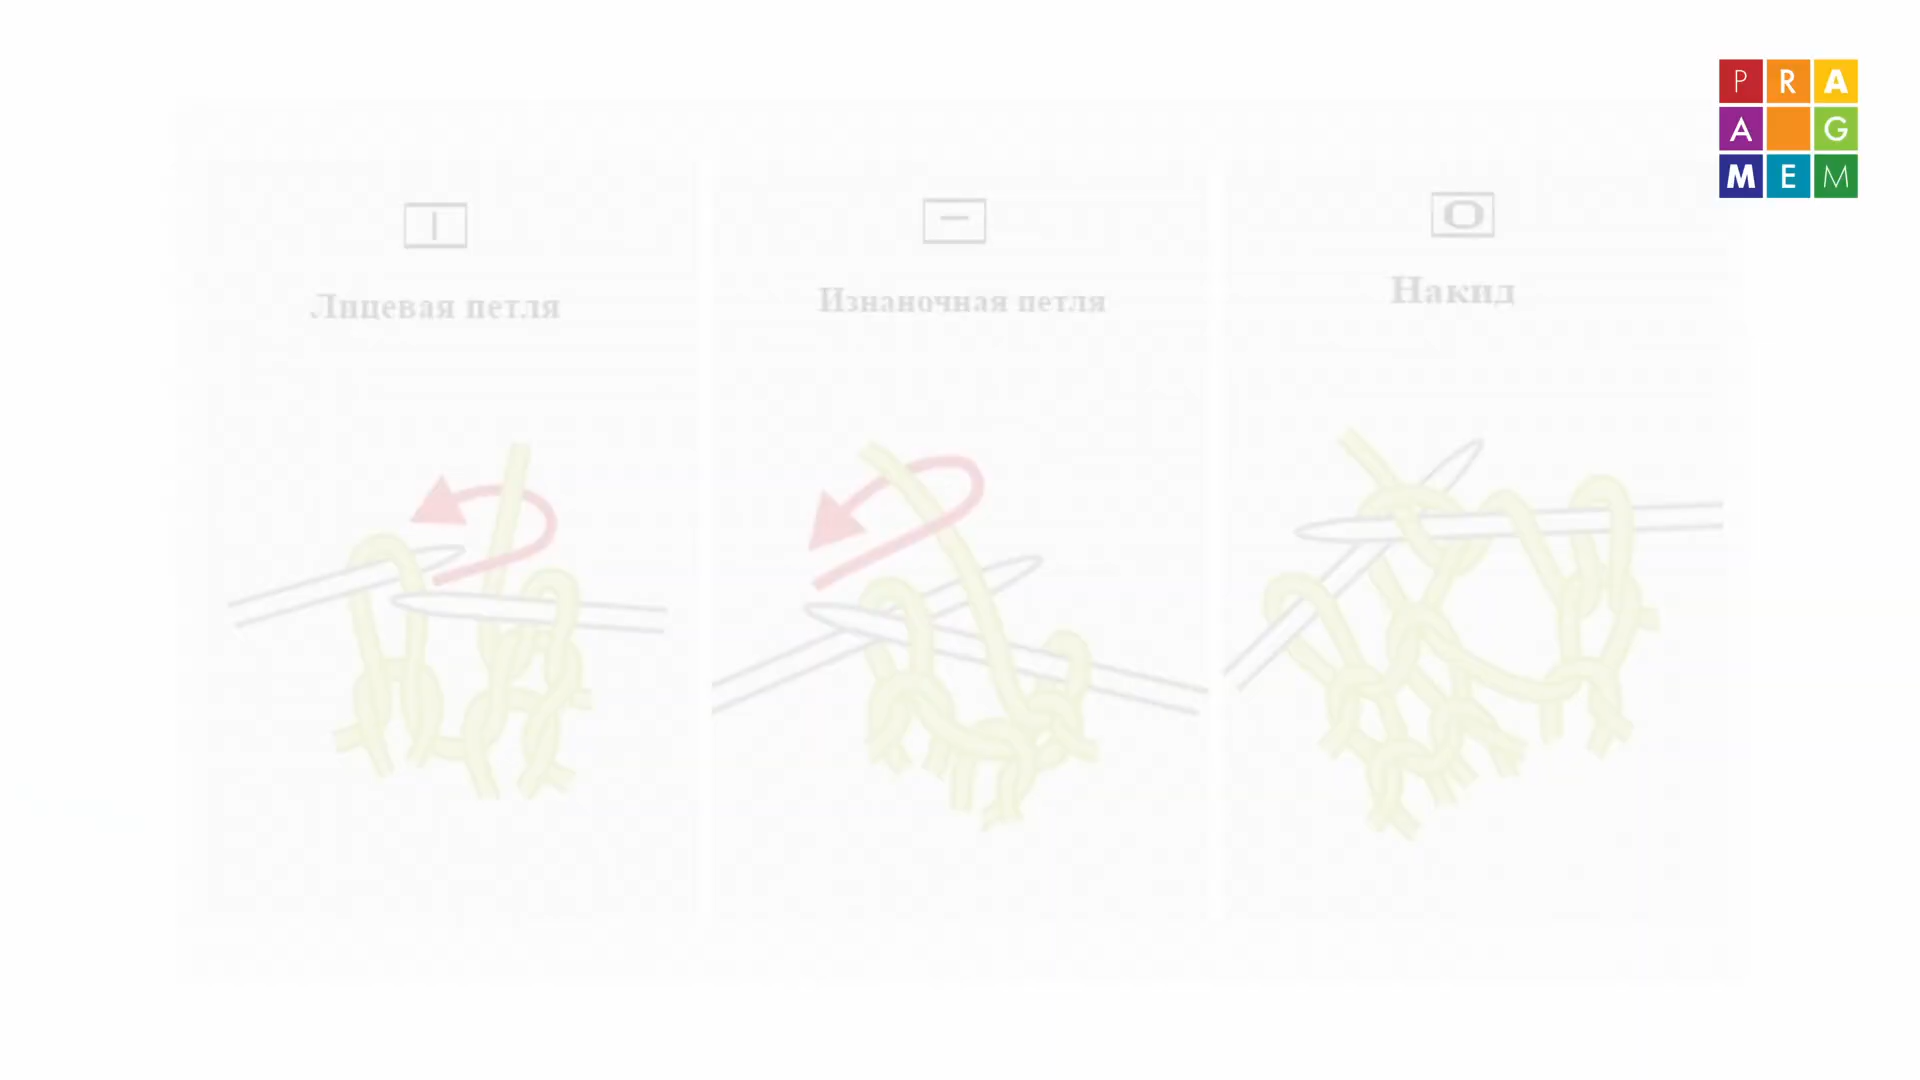 Лицевая петля
Изнаночная петля
Накид
P R A
A G
M E M